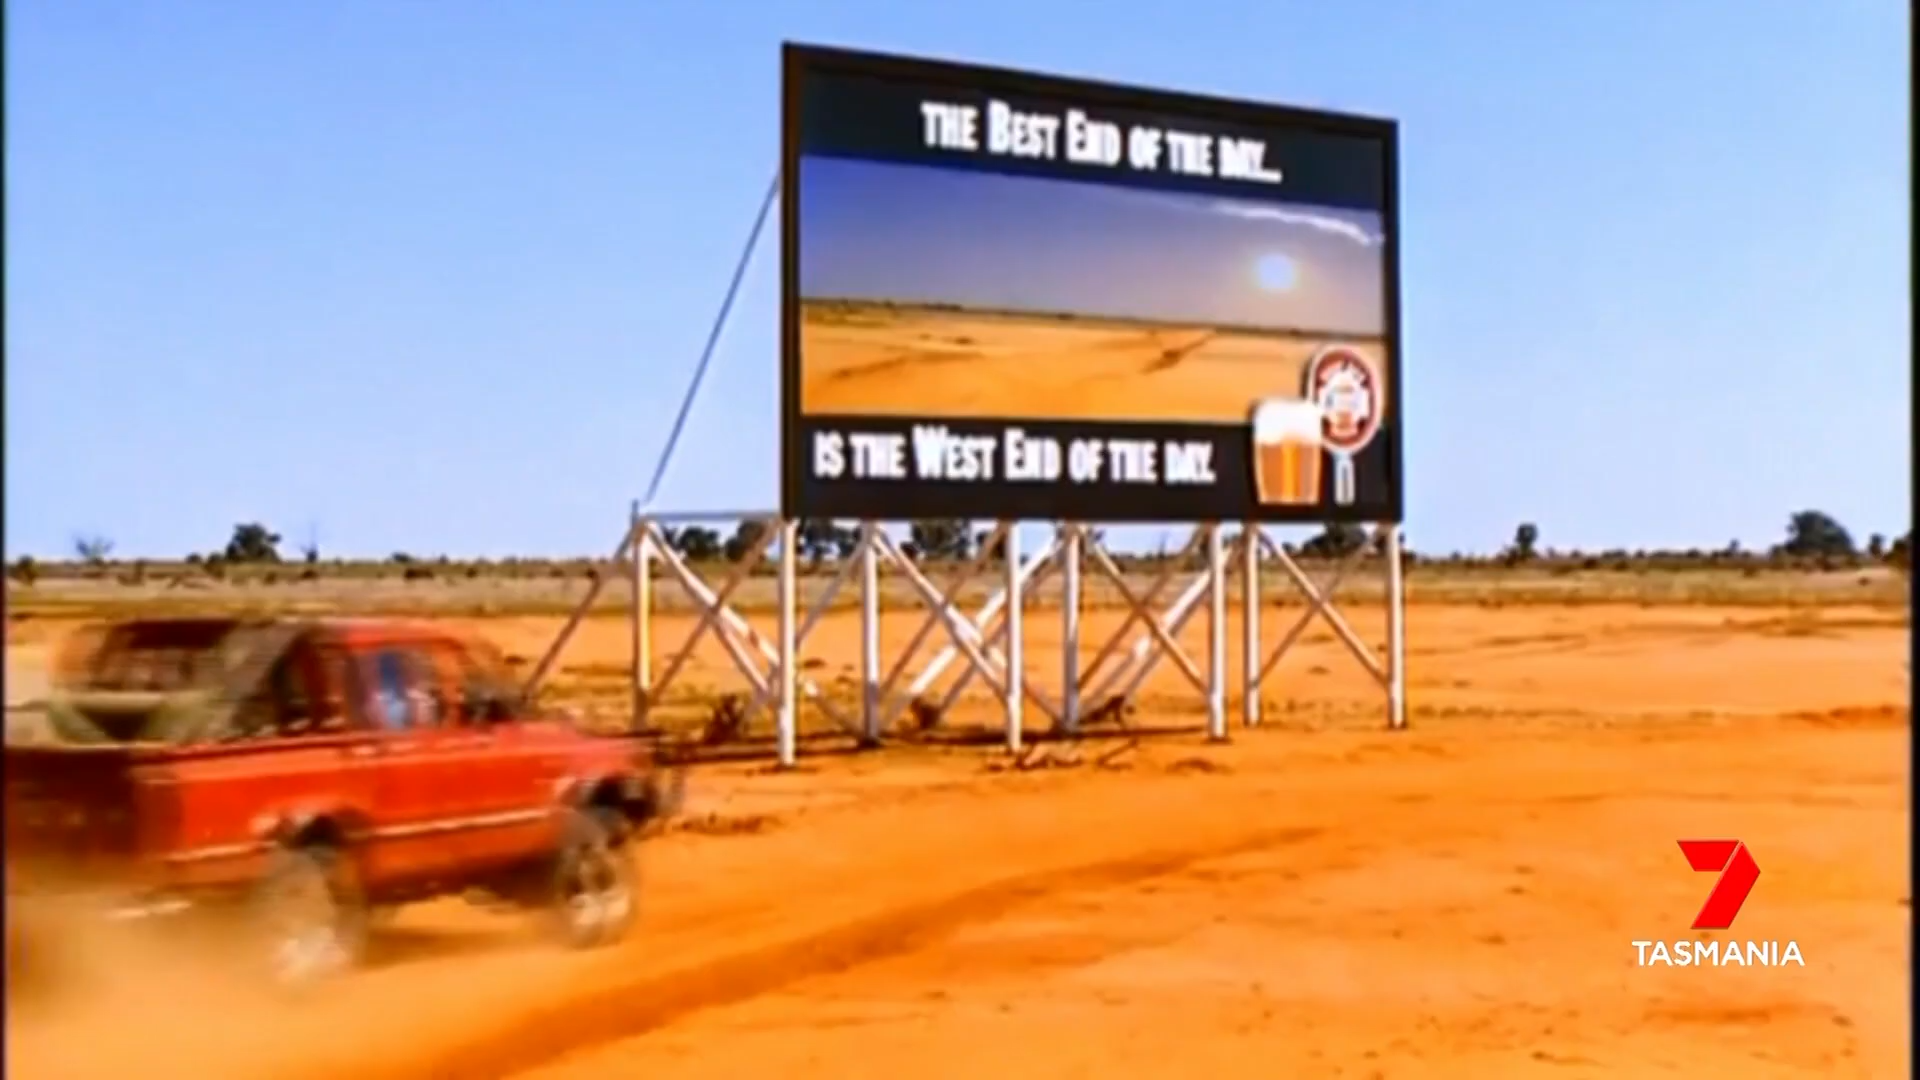 THE BEST END OF THE DAY...
IS THE WEST END OF THE DAY.
7
TASMANIA